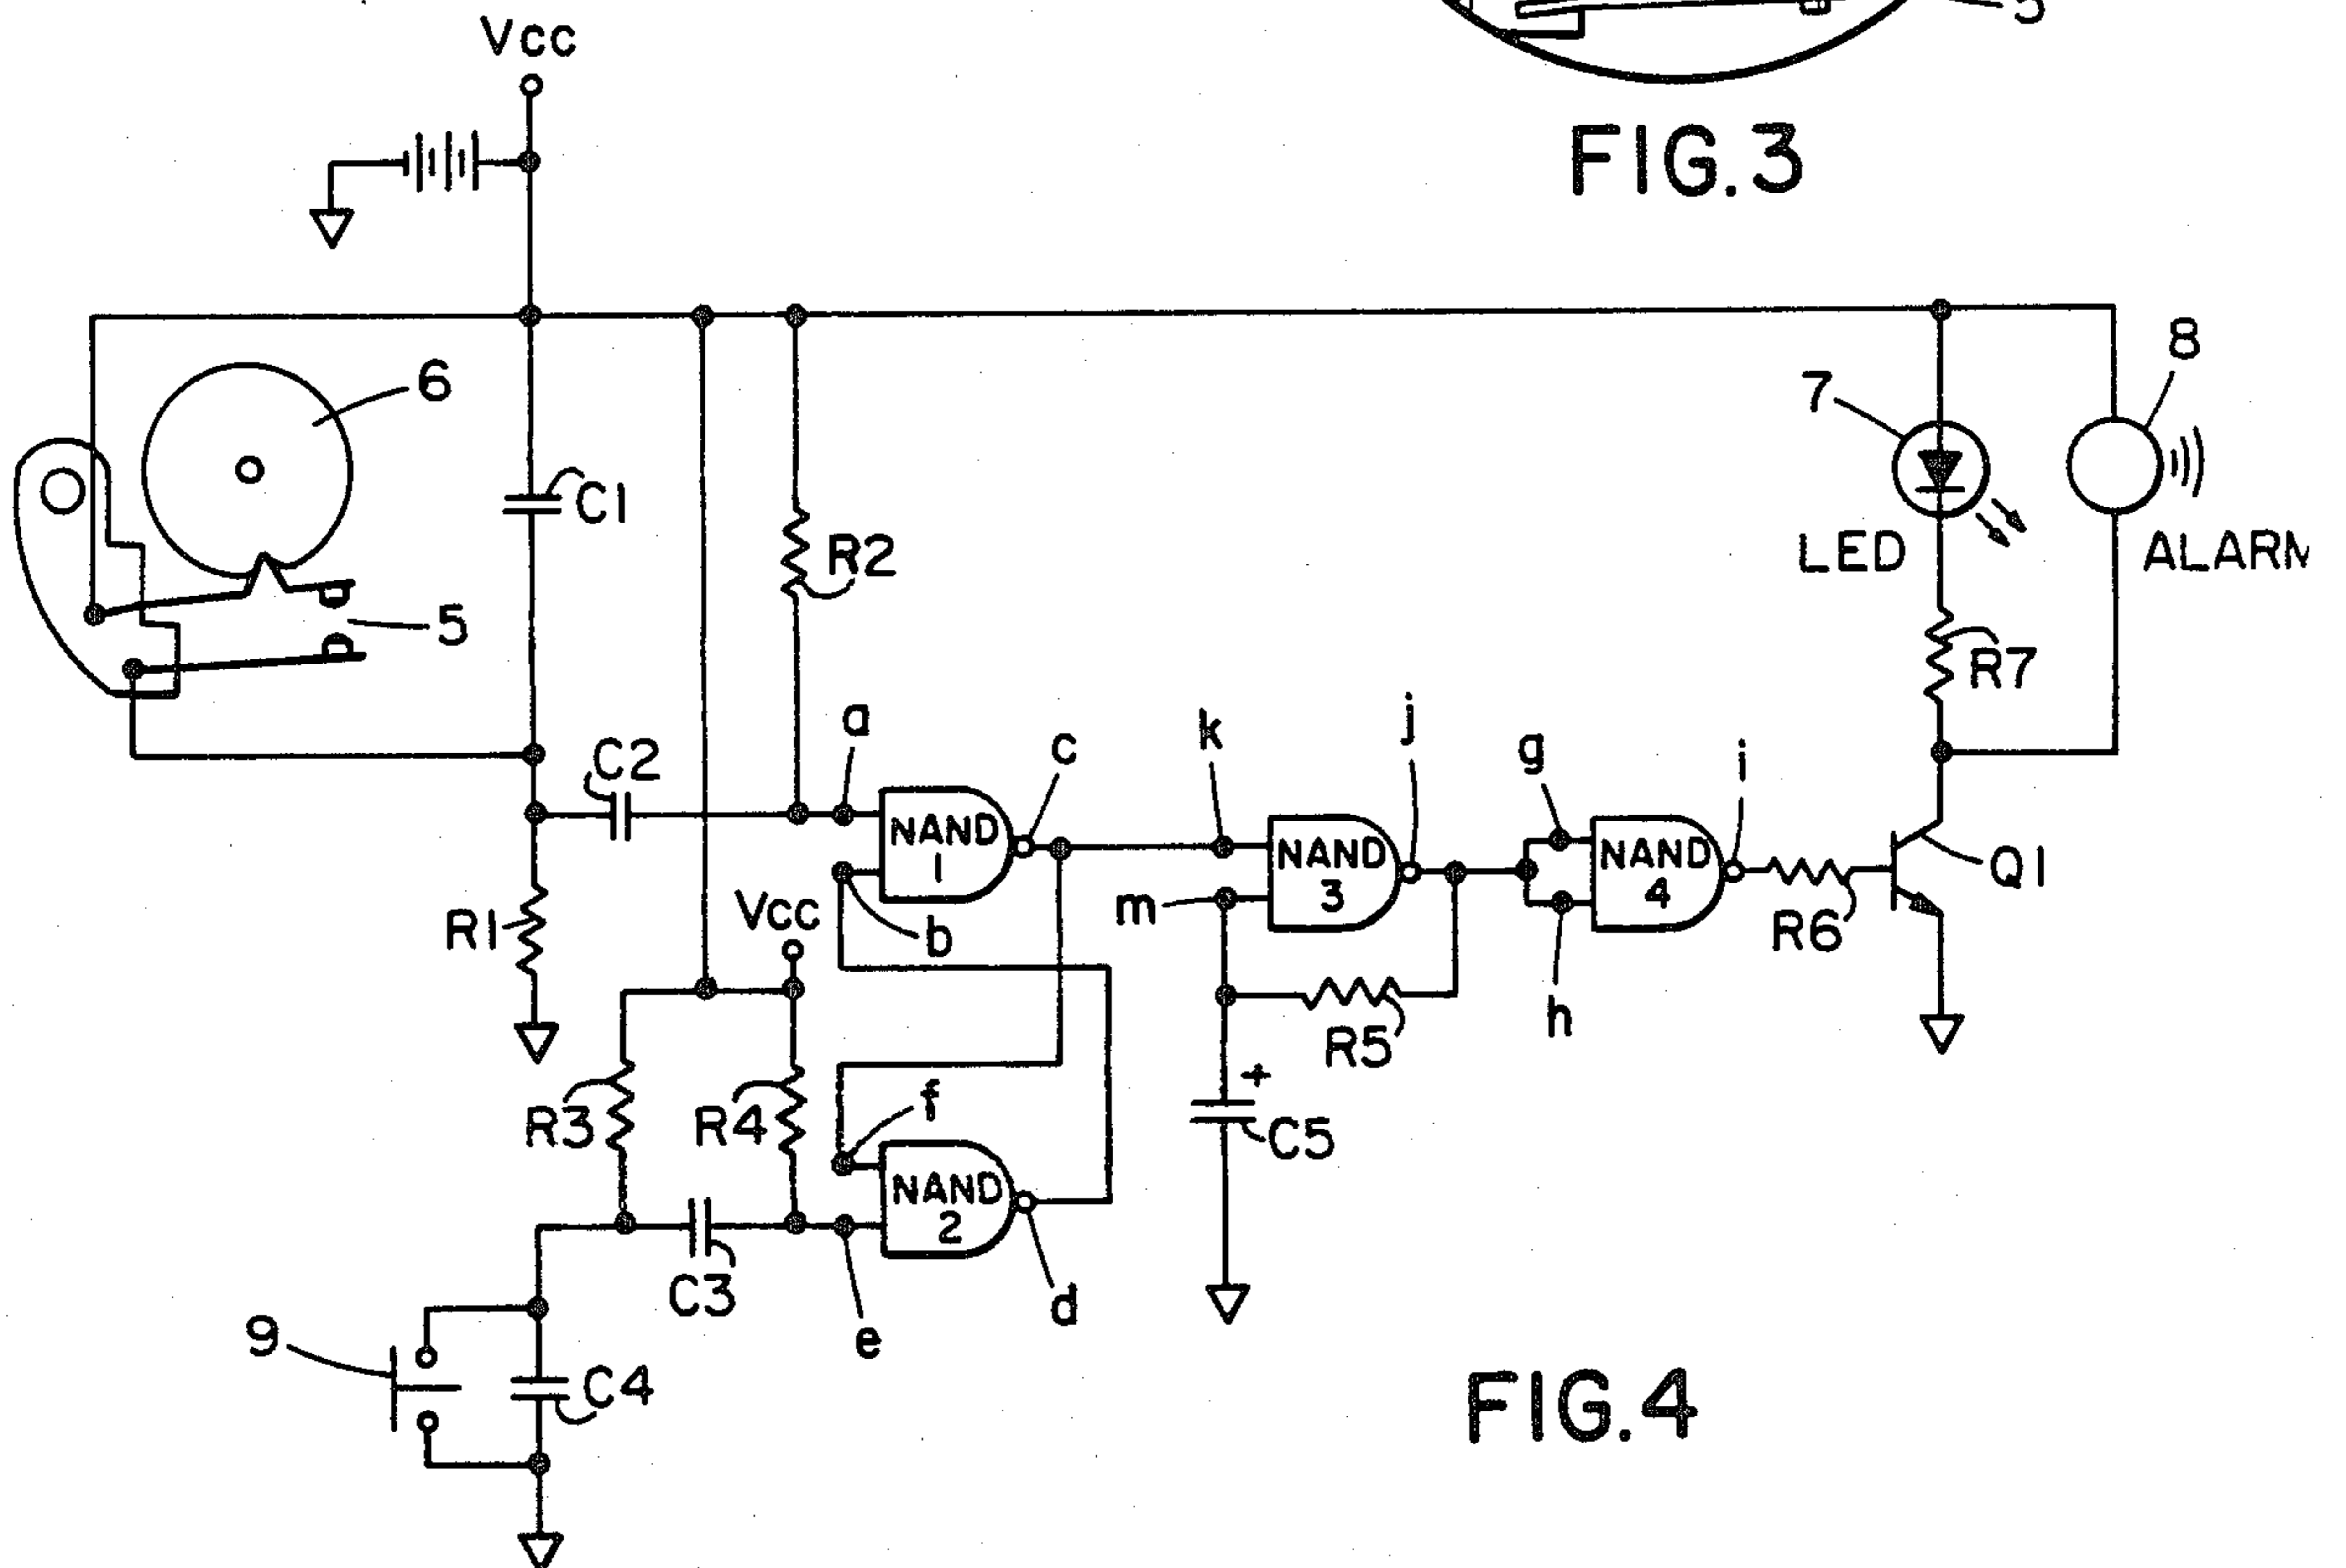 Vcc
5
FIG.3
6
8
7
C1
R2
LED
ALARM
5
R7
a
k
j
c
C2
g
i
NAND
1
NAND
3
NAND
4
Q1
R1
Vcc
m
b
R6
h
R5
f
+
R3
R4
C5
NAND
2
C3
d
9
e
C4
FIG.4